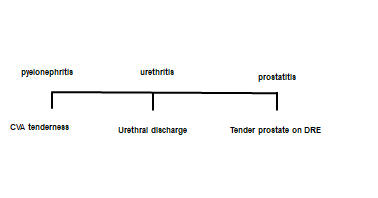 pyelonephritis
urethritis
prostatitis
CVA tenderness
Urethral discharge
Tender prostate on DRE